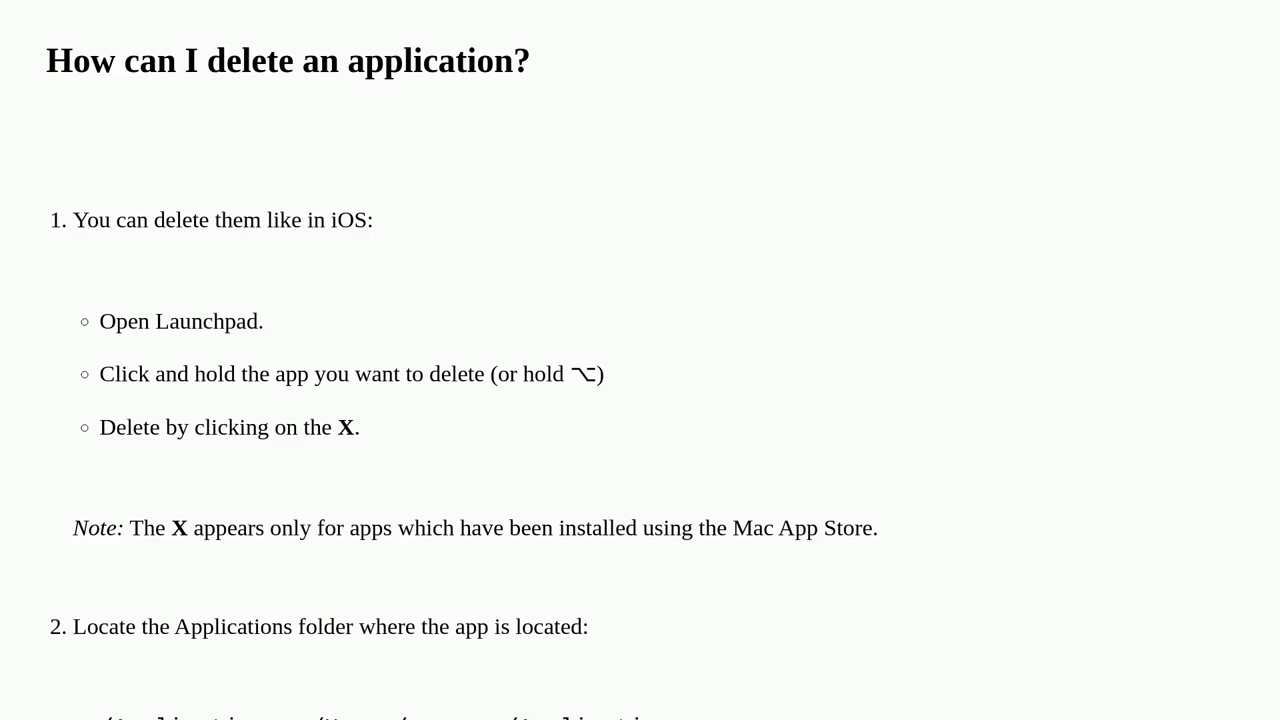 How can I delete an application?
1. You can delete them like in iOS:
○ Open Launchpad.
○ Click and hold the app you want to delete (or hold ⌥)
○ Delete by clicking on the X.
Note: The X appears only for apps which have been installed using the Mac App Store.
2. Locate the Applications folder where the app is located: